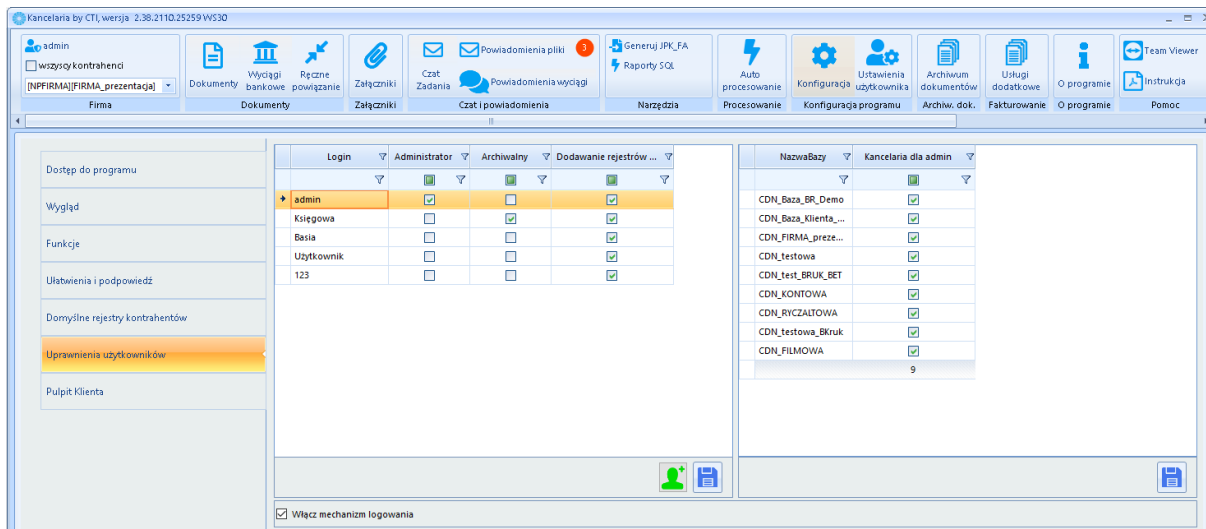 Kancelaria by CTI, wersja 2.38.2110.25259 WS30
admin
wszyscy kontrahenci
[NPFIRMA][FIRMA_prezentacja]
Firma
Dokumenty
Wyciągi bankowe
Ręczne powiązanie
Dokumenty
Załączniki
Załączniki
Czat Zadania
Powiadomienia pliki 3
Powiadomienia wyciągi
Czat i powiadomienia
Generuj JPK_FA
Raporty SQL
Narzędzia
Auto procesowanie
Procesowanie
Konfiguracja
Ustawienia użytkownika
Konfiguracja programu
Archiwum dokumentów
Archiw. dok.
Usługi dodatkowe
Fakturowanie
O programie
O programie
Team Viewer
Instrukcja
Pomoc
Dostęp do programu
Wygląd
Funkcje
Ułatwienia i podpowiedź
Domyślne rejestry kontrahentów
Uprawnienia użytkowników
Pulpit Klienta
Login Administrator Archiwalny Dodawanie rejestrów ...
admin
Księgowa
Basia
Użytkownik
123
NazwaBazy Kancelaria dla admin
CDN_Baza_BR_Demo
CDN_Baza_Klienta_...
CDN_FIRMA_preze...
CDN_testowa
CDN_test_BRUK_BET
CDN_KONTOWA
CDN_RYCZALTOWA
CDN_testowa_BKruk
CDN_FILMOWA
9
Włącz mechanizm logowania